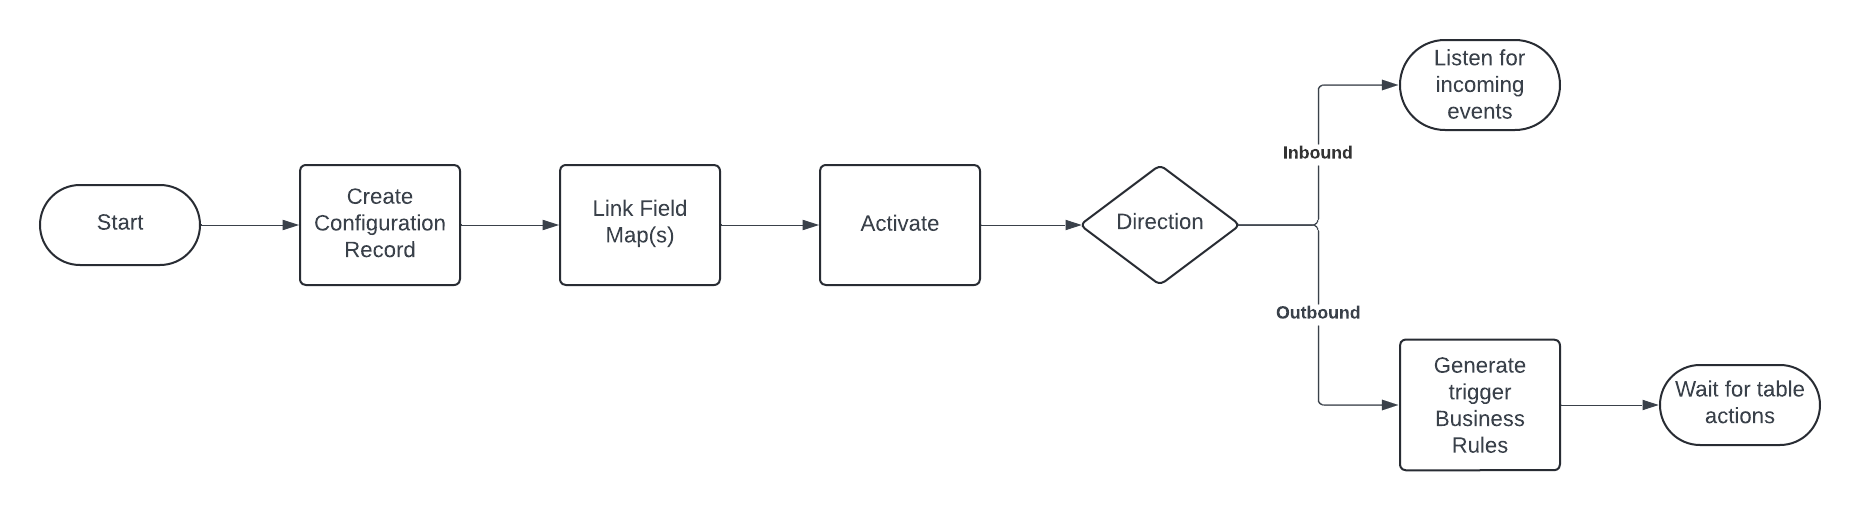 Start
Create
Configuration
Record
Link Field
Map(s)
Activate
Direction
Inbound
Listen for
incoming
events
Outbound
Generate
trigger
Business
Rules
Wait for table
actions